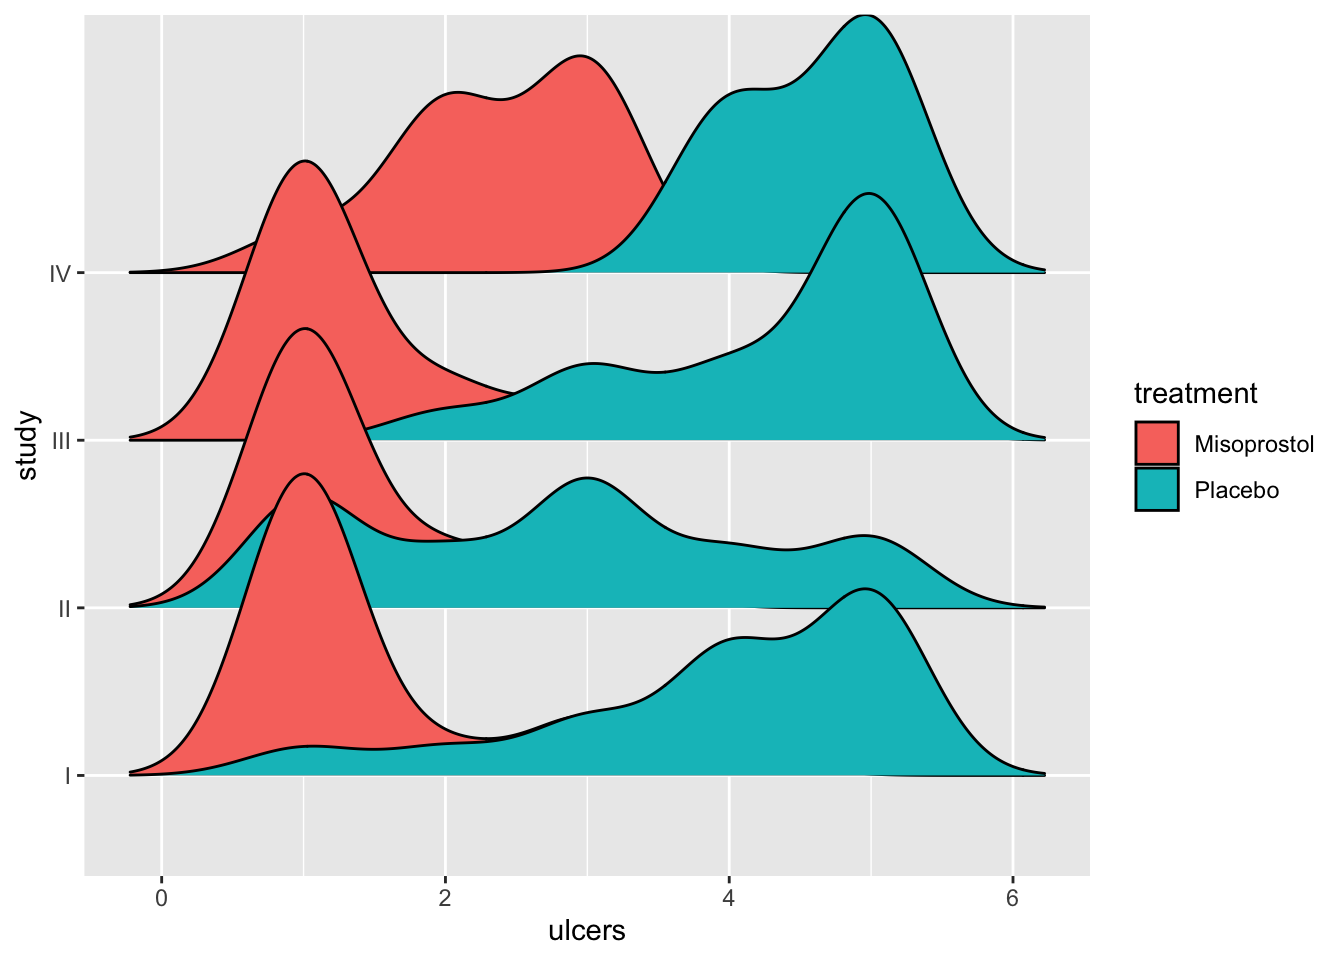 study
IV
III
II
I
0 2 4 6
ulcers
treatment
Misoprostol
Placebo